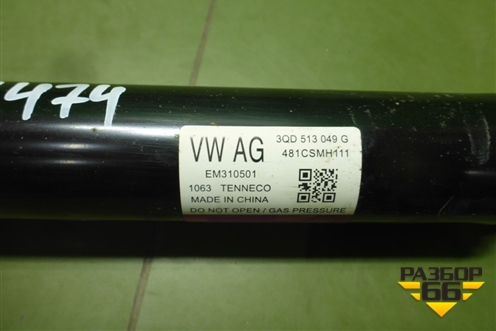 474
VW AG
3QD 513 049 G
481CSMH111
EM310501
1063 TENNECO
MADE IN CHINA
DO NOT OPEN / GAS PRESSURE
РАЗБОР
66